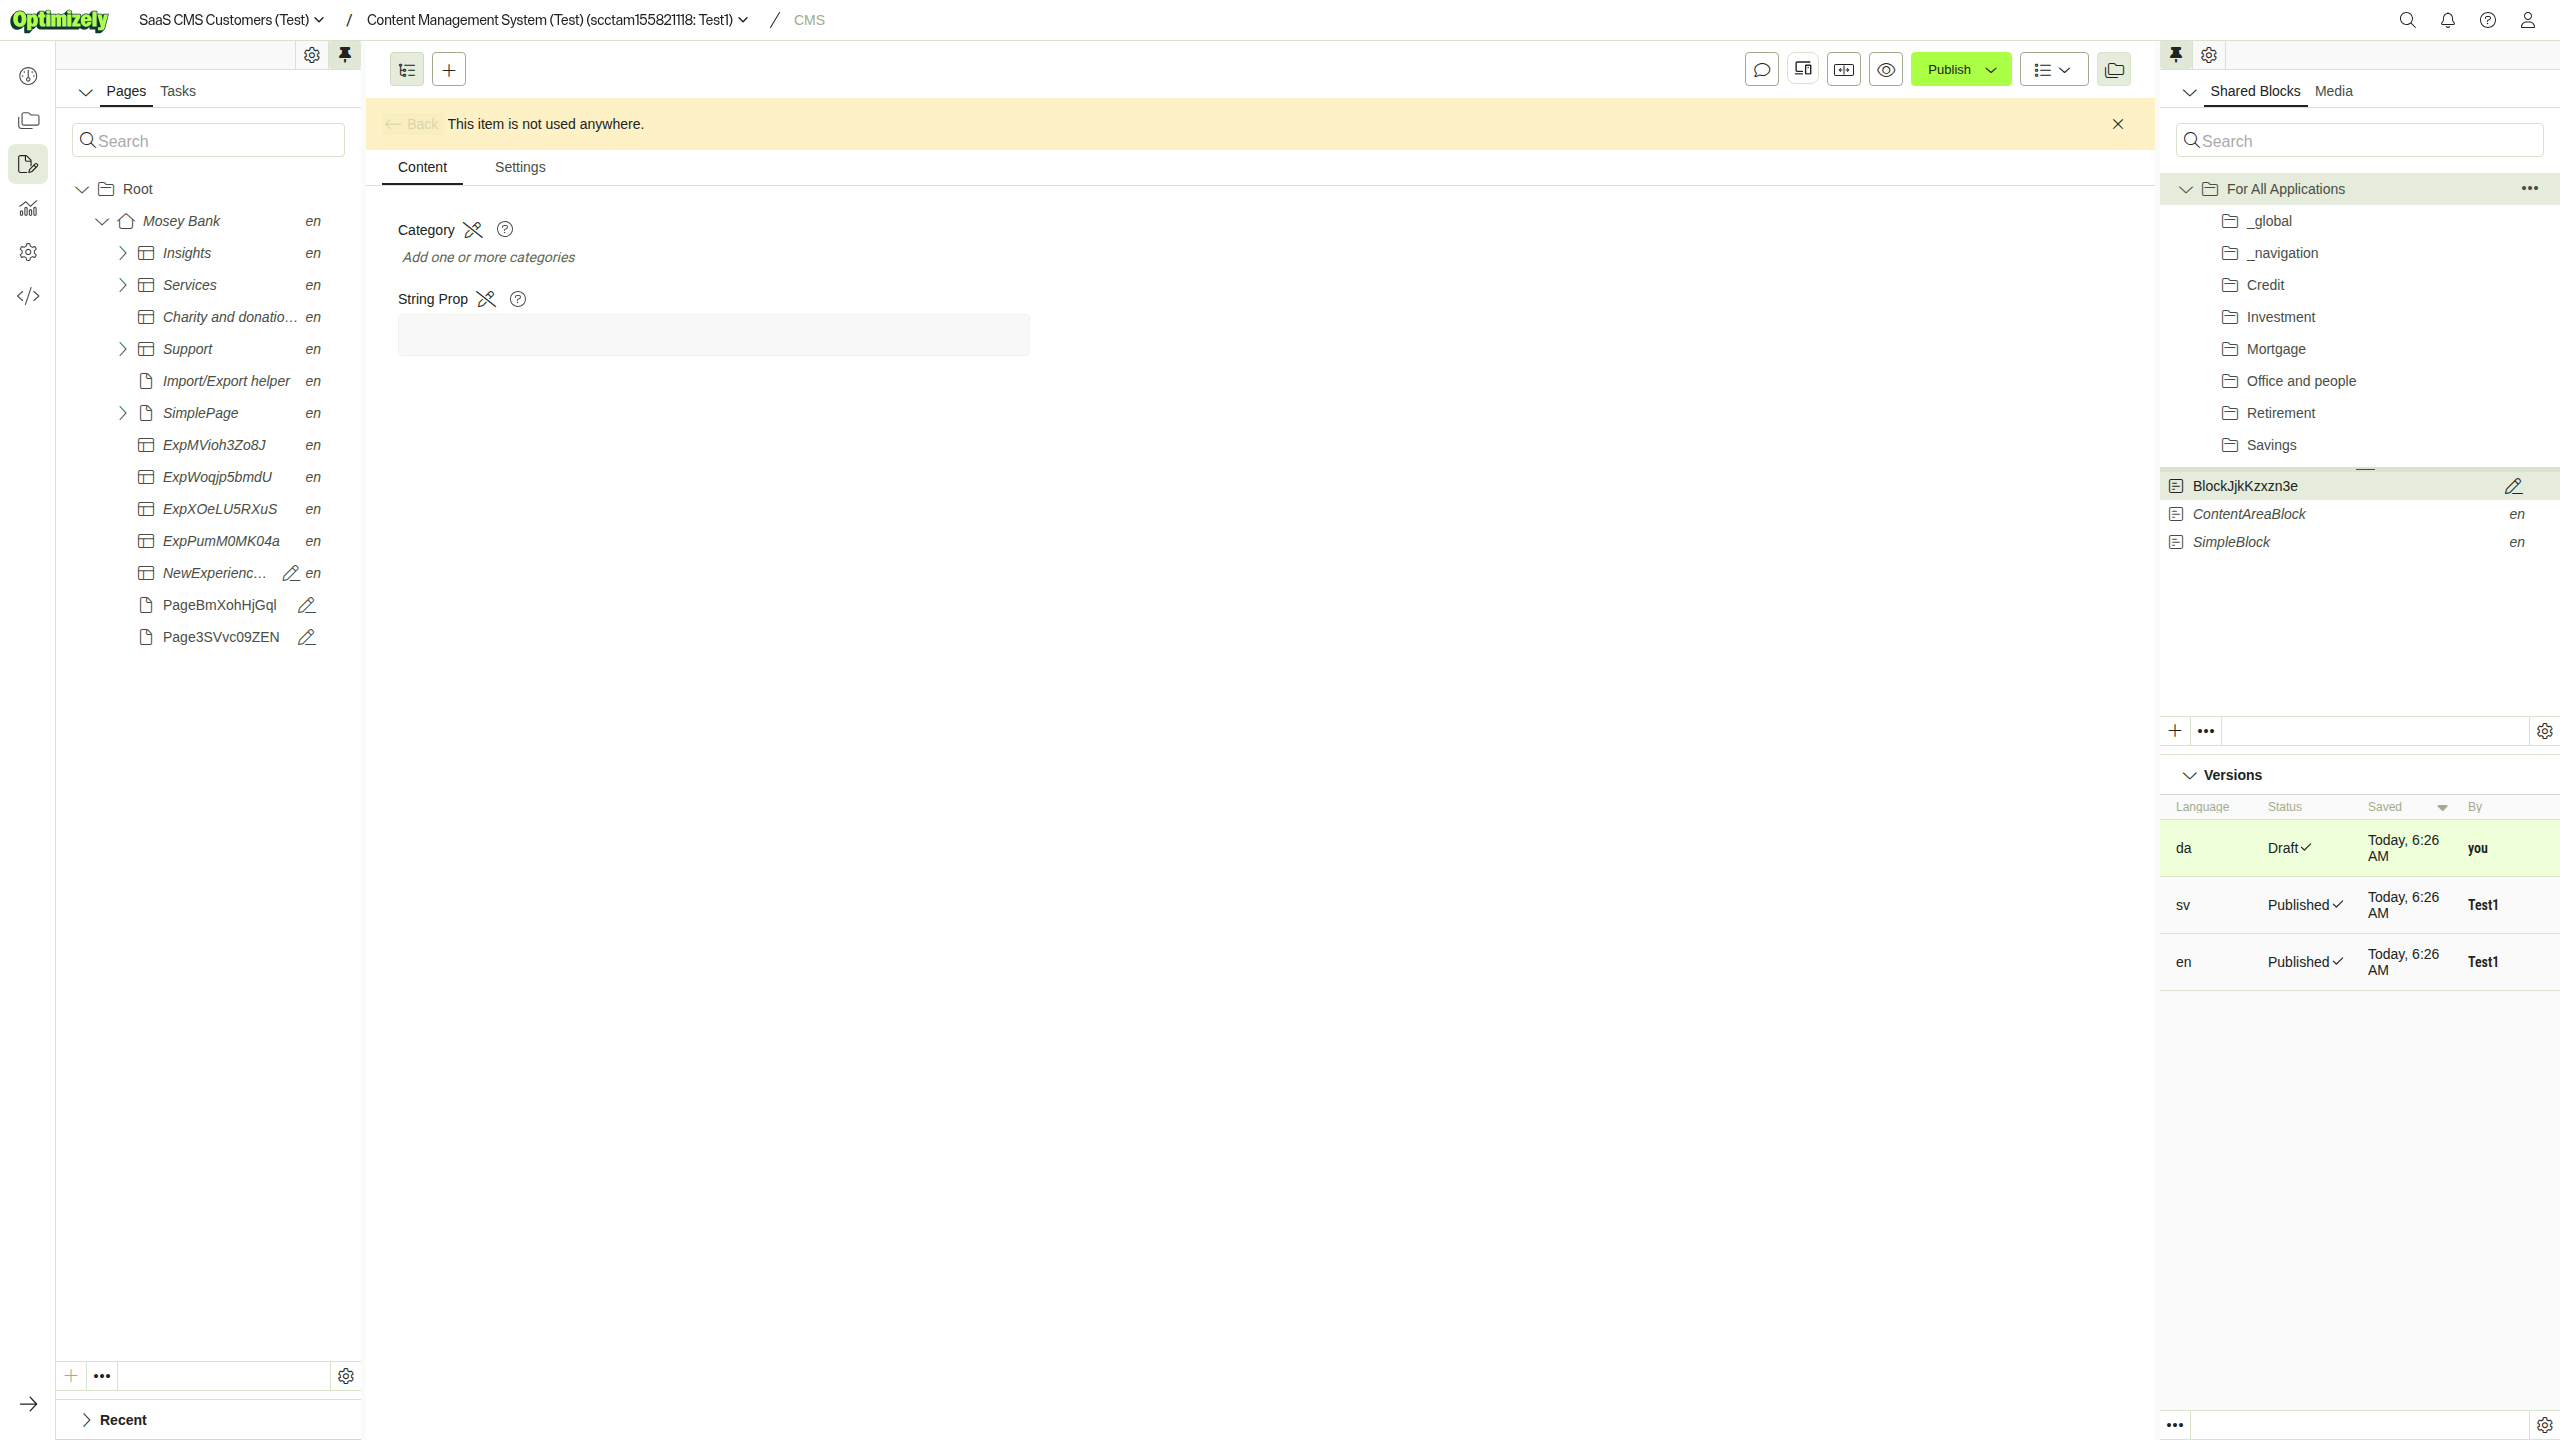 Optimizely SaaS CMS Customers (Test) / Content Management System (Test) (scctam155821118: Test1) / CMS
Pages Tasks
Search
Root
Mosey Bank en
Insights en
Services en
Charity and donatio... en
Support en
Import/Export helper en
SimplePage en
ExpMVioh3Zo8J en
ExpWoqjp5bmdU en
ExpXOeLU5RXuS en
ExpPumM0MK04a en
NewExperienc... en
PageBmXohHjGql
Page3SVvc09ZEN
Recent
Publish
Back This item is not used anywhere.
Content Settings
Category
Add one or more categories
String Prop
Shared Blocks Media
Search
For All Applications
_global
_navigation
Credit
Investment
Mortgage
Office and people
Retirement
Savings
BlockJjkKzxzn3e
ContentAreaBlock en
SimpleBlock en
Versions
Language Status Saved By
da Draft Today, 6:26 AM you
sv Published Today, 6:26 AM Test1
en Published Today, 6:26 AM Test1